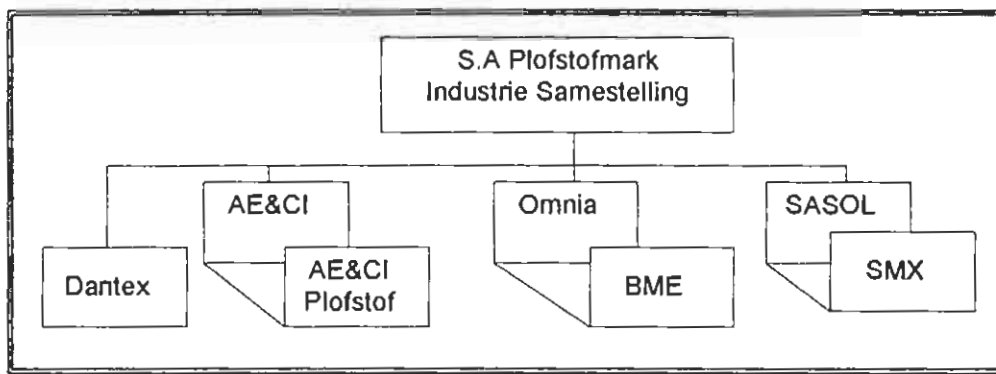 S.A Plofstofmark
Industrie Samestelling
AE&CI
Omnia
SASOL
Dantex
AE&CI
Plofstof
BME
SMX